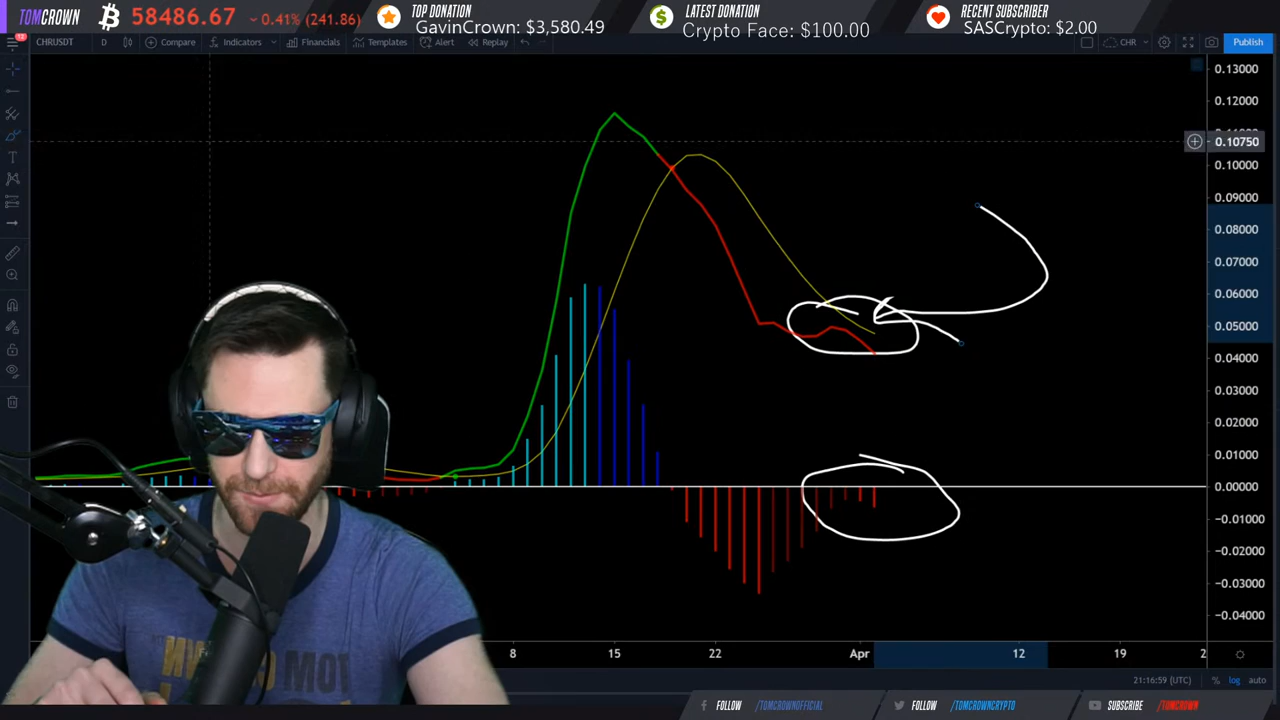 TOMCROWN
58486.67
0.41% (241.86)
TOP DONATION
GavinCrown: $3,580.49
LATEST DONATION
Crypto Face: $100.00
RECENT SUBSCRIBER
SASCrypto: $2.00
CHRUSDT
D
Compare
Indicators
Financials
Templates
Alert
Replay
CHR
Publish
0.13000
0.12000
0.10750
0.10000
0.09000
0.08000
0.07000
0.06000
0.05000
0.04000
0.03000
0.02000
0.01000
0.00000
-0.01000
-0.02000
-0.03000
-0.04000
8
15
22
Apr
12
19
2
21:16:59 (UTC)
%
log
auto
FOLLOW
/TOMCROWNOFFICIAL
FOLLOW
/TOMCROWNCRYPTO
SUBSCRIBE
/TOMCROWN